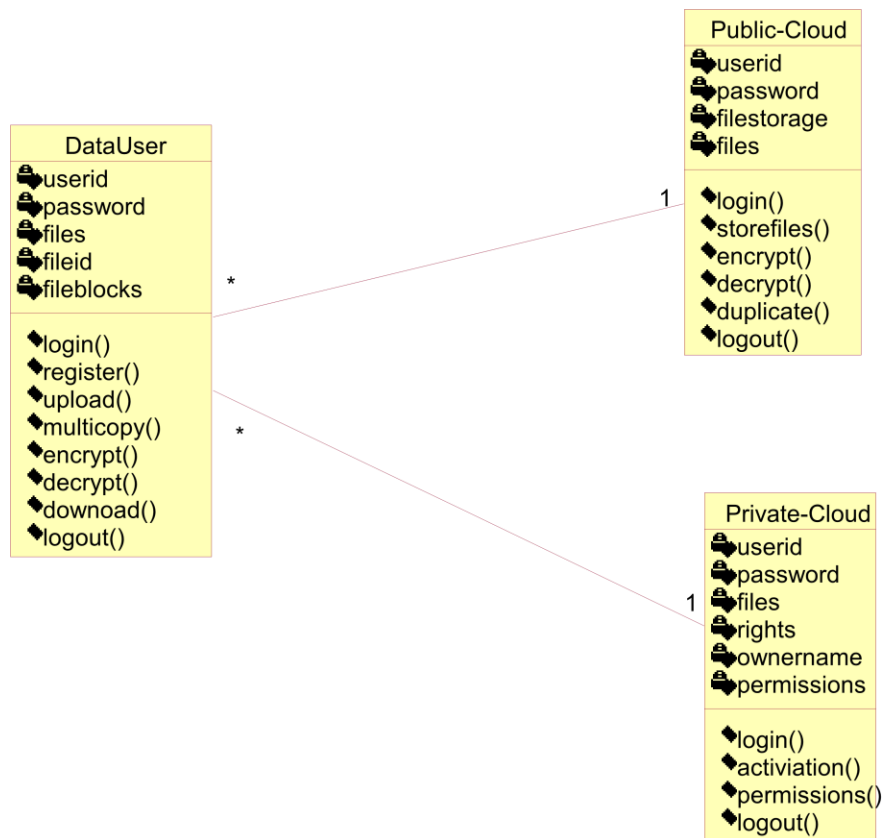 DataUser
userid
password
files
fileid
fileblocks
login()
register()
upload()
multicopy()
encrypt()
decrypt()
downoad()
logout()
*
*
1
1
Public-Cloud
userid
password
filestorage
files
login()
storefiles()
encrypt()
decrypt()
duplicate()
logout()
Private-Cloud
userid
password
files
rights
ownername
permissions
login()
activiation()
permissions()
logout()